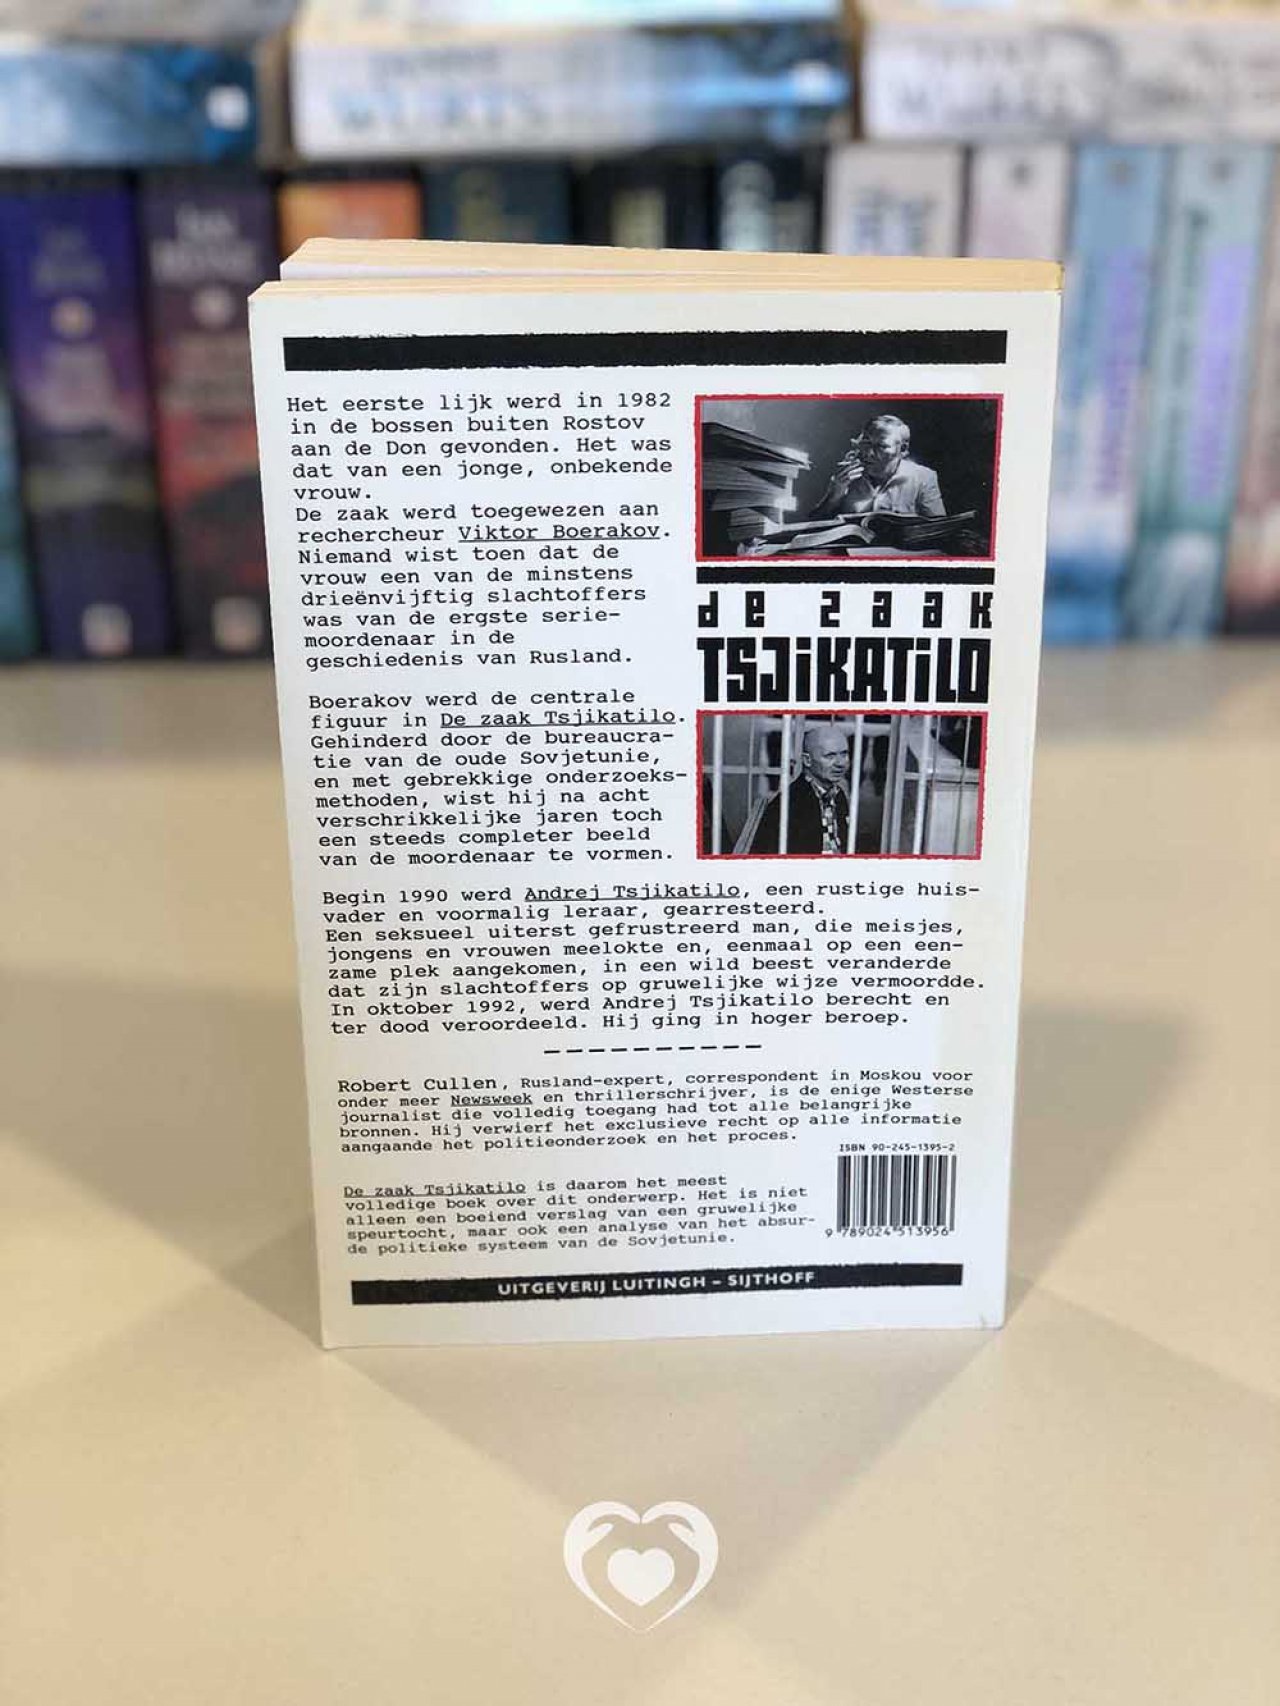 Het eerste lijk werd in 1982
in de bossen buiten Rostov
aan de Don gevonden. Het was
dat van een jonge, onbekende
vrouw.
De zaak werd toegewezen aan
rechercheur Viktor Boerakov.
Niemand wist toen dat de
vrouw een van de minstens
drieënvijftig slachtoffers
was van de ergste serie-
moordenaar in de
geschiedenis van Rusland.
Boerakov werd de centrale
figuur in De zaak Tsjikatilo.
Gehinderd door de bureaucra-
tie van de oude Sovjetunie,
en met gebrekkige onderzoeks-
methoden, wist hij na acht
verschrikkelijke jaren toch
een steeds completer beeld
van de moordenaar te vormen.
de zaak
TSJiKATiLO
Begin 1990 werd Andrej Tsjikatilo, een rustige huis-
vader en voormalig leraar, gearresteerd.
Een seksueel uiterst gefrustreerd man, die meisjes,
jongens en vrouwen meelokte en, eenmaal op een een-
zame plek aangekomen, in een wild beest veranderde
dat zijn slachtoffers op gruwelijke wijze vermoordde.
In oktober 1992, werd Andrej Tsjikatilo berecht en
ter dood veroordeeld. Hij ging in hoger beroep.
Robert Cullen, Rusland-expert, correspondent in Moskou voor
onder meer Newsweek en thrillerschrijver, is de enige Westerse
journalist die volledig toegang had tot alle belangrijke
bronnen. Hij verwierf het exclusieve recht op alle informatie
aangaande het politieonderzoek en het proces.
ISBN 90-245-1395-2
De zaak Tsjikatilo is daarom het meest
volledige boek over dit onderwerp. Het is niet
alleen een boeiend verslag van een gruwelijke
speurtocht, maar ook een analyse van het absur-
de politieke systeem van de Sovjetunie.
9 789024 513956
UITGEVERIJ LUITINGH – SIJTHOFF